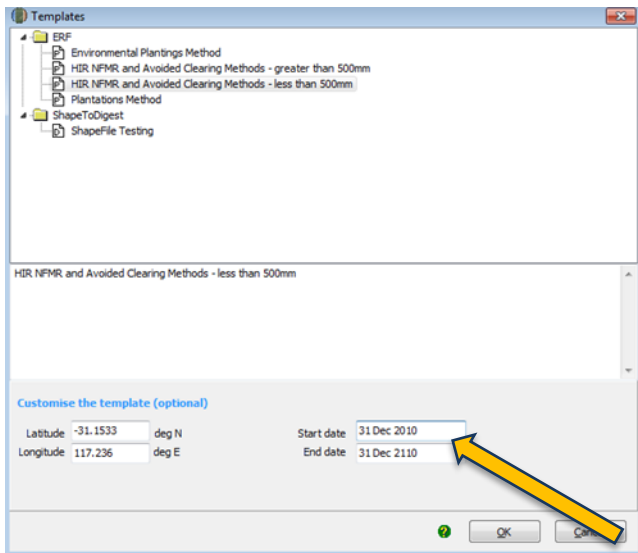 Templates
ERF
Environmental Plantings Method
HIR NFMR and Avoided Clearing Methods - greater than 500mm
HIR NFMR and Avoided Clearing Methods - less than 500mm
Plantations Method
ShapeToDigest
ShapeFile Testing
HIR NFMR and Avoided Clearing Methods - less than 500mm
Customise the template (optional)
Latitude -31.1533 deg N Start date 31 Dec 2010
Longitude 117.236 deg E End date 31 Dec 2110
OK